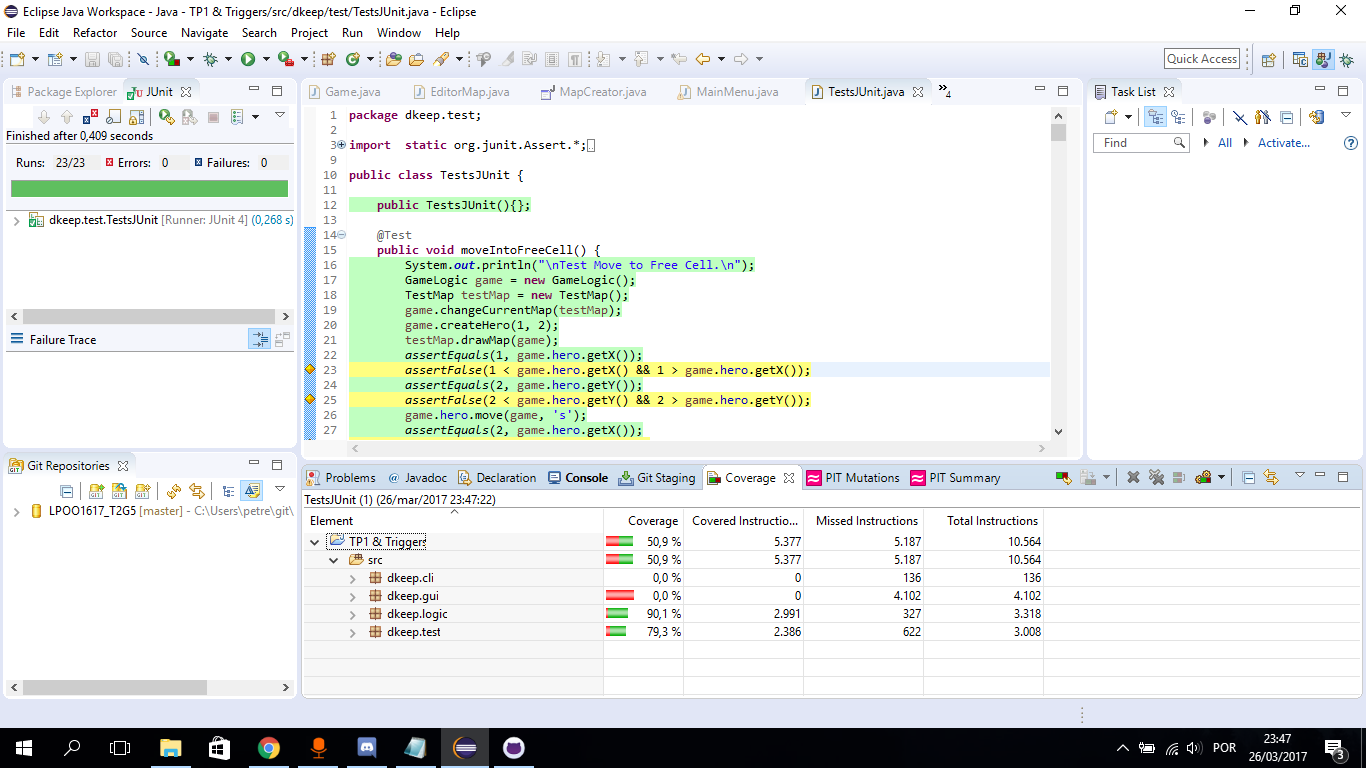 Eclipse Java Workspace - Java - TP1 & Triggers/src/dkeep/test/TestsJUnit.java - Eclipse
File Edit Refactor Source Navigate Search Project Run Window Help
Quick Access
Package Explorer JUnit
Finished after 0,409 seconds
Runs: 23/23 Errors: 0 Failures: 0
dkeep.test.TestsJUnit [Runner: JUnit 4] (0,268 s)
Failure Trace
Game.java EditorMap.java MapCreator.java MainMenu.java TestsJUnit.java »4
1 package dkeep.test;
2
3 import  static org.junit.Assert.*;
9
10 public class TestsJUnit {
11
12     public TestsJUnit(){};
13
14     @Test
15     public void moveIntoFreeCell() {
16         System.out.println("\nTest Move to Free Cell.\n");
17         GameLogic game = new GameLogic();
18         TestMap testMap = new TestMap();
19         game.changeCurrentMap(testMap);
20         game.createHero(1, 2);
21         testMap.drawMap(game);
22         assertEquals(1, game.hero.getX());
23         assertFalse(1 < game.hero.getX() && 1 > game.hero.getX());
24         assertEquals(2, game.hero.getY());
25         assertFalse(2 < game.hero.getY() && 2 > game.hero.getY());
26         game.hero.move(game, 's');
27         assertEquals(2, game.hero.getX());
Task List
Find All Activate...
Git Repositories
LPOO1617_T2G5 [master] - C:\Users\petre\git\
Problems Javadoc Declaration Console Git Staging Coverage PIT Mutations PIT Summary
TestsJUnit (1) (26/mar/2017 23:47:22)
Element Coverage Covered Instructio... Missed Instructions Total Instructions
TP1 & Triggers 50,9 % 5.377 5.187 10.564
src 50,9 % 5.377 5.187 10.564
dkeep.cli 0,0 % 0 136 136
dkeep.gui 0,0 % 0 4.102 4.102
dkeep.logic 90,1 % 2.991 327 3.318
dkeep.test 79,3 % 2.386 622 3.008
POR
23:47
26/03/2017
3